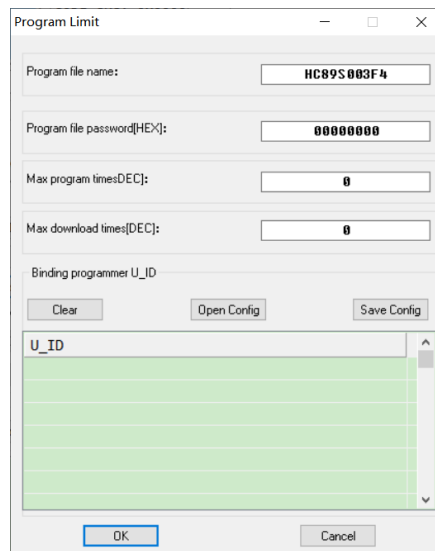 Program Limit
Program file name: HC89S003F4
Program file password[HEX]: 00000000
Max program timesDEC]: 0
Max download times[DEC]: 0
Binding programmer U_ID
Clear Open Config Save Config
U_ID
OK Cancel